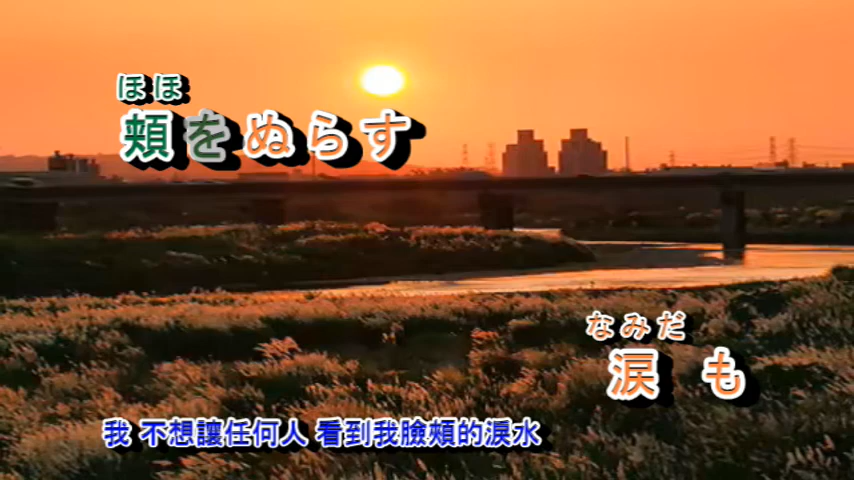 ほほ
頬をぬらす
なみだ
涙 も
我 不想讓任何人 看到我臉頰的淚水